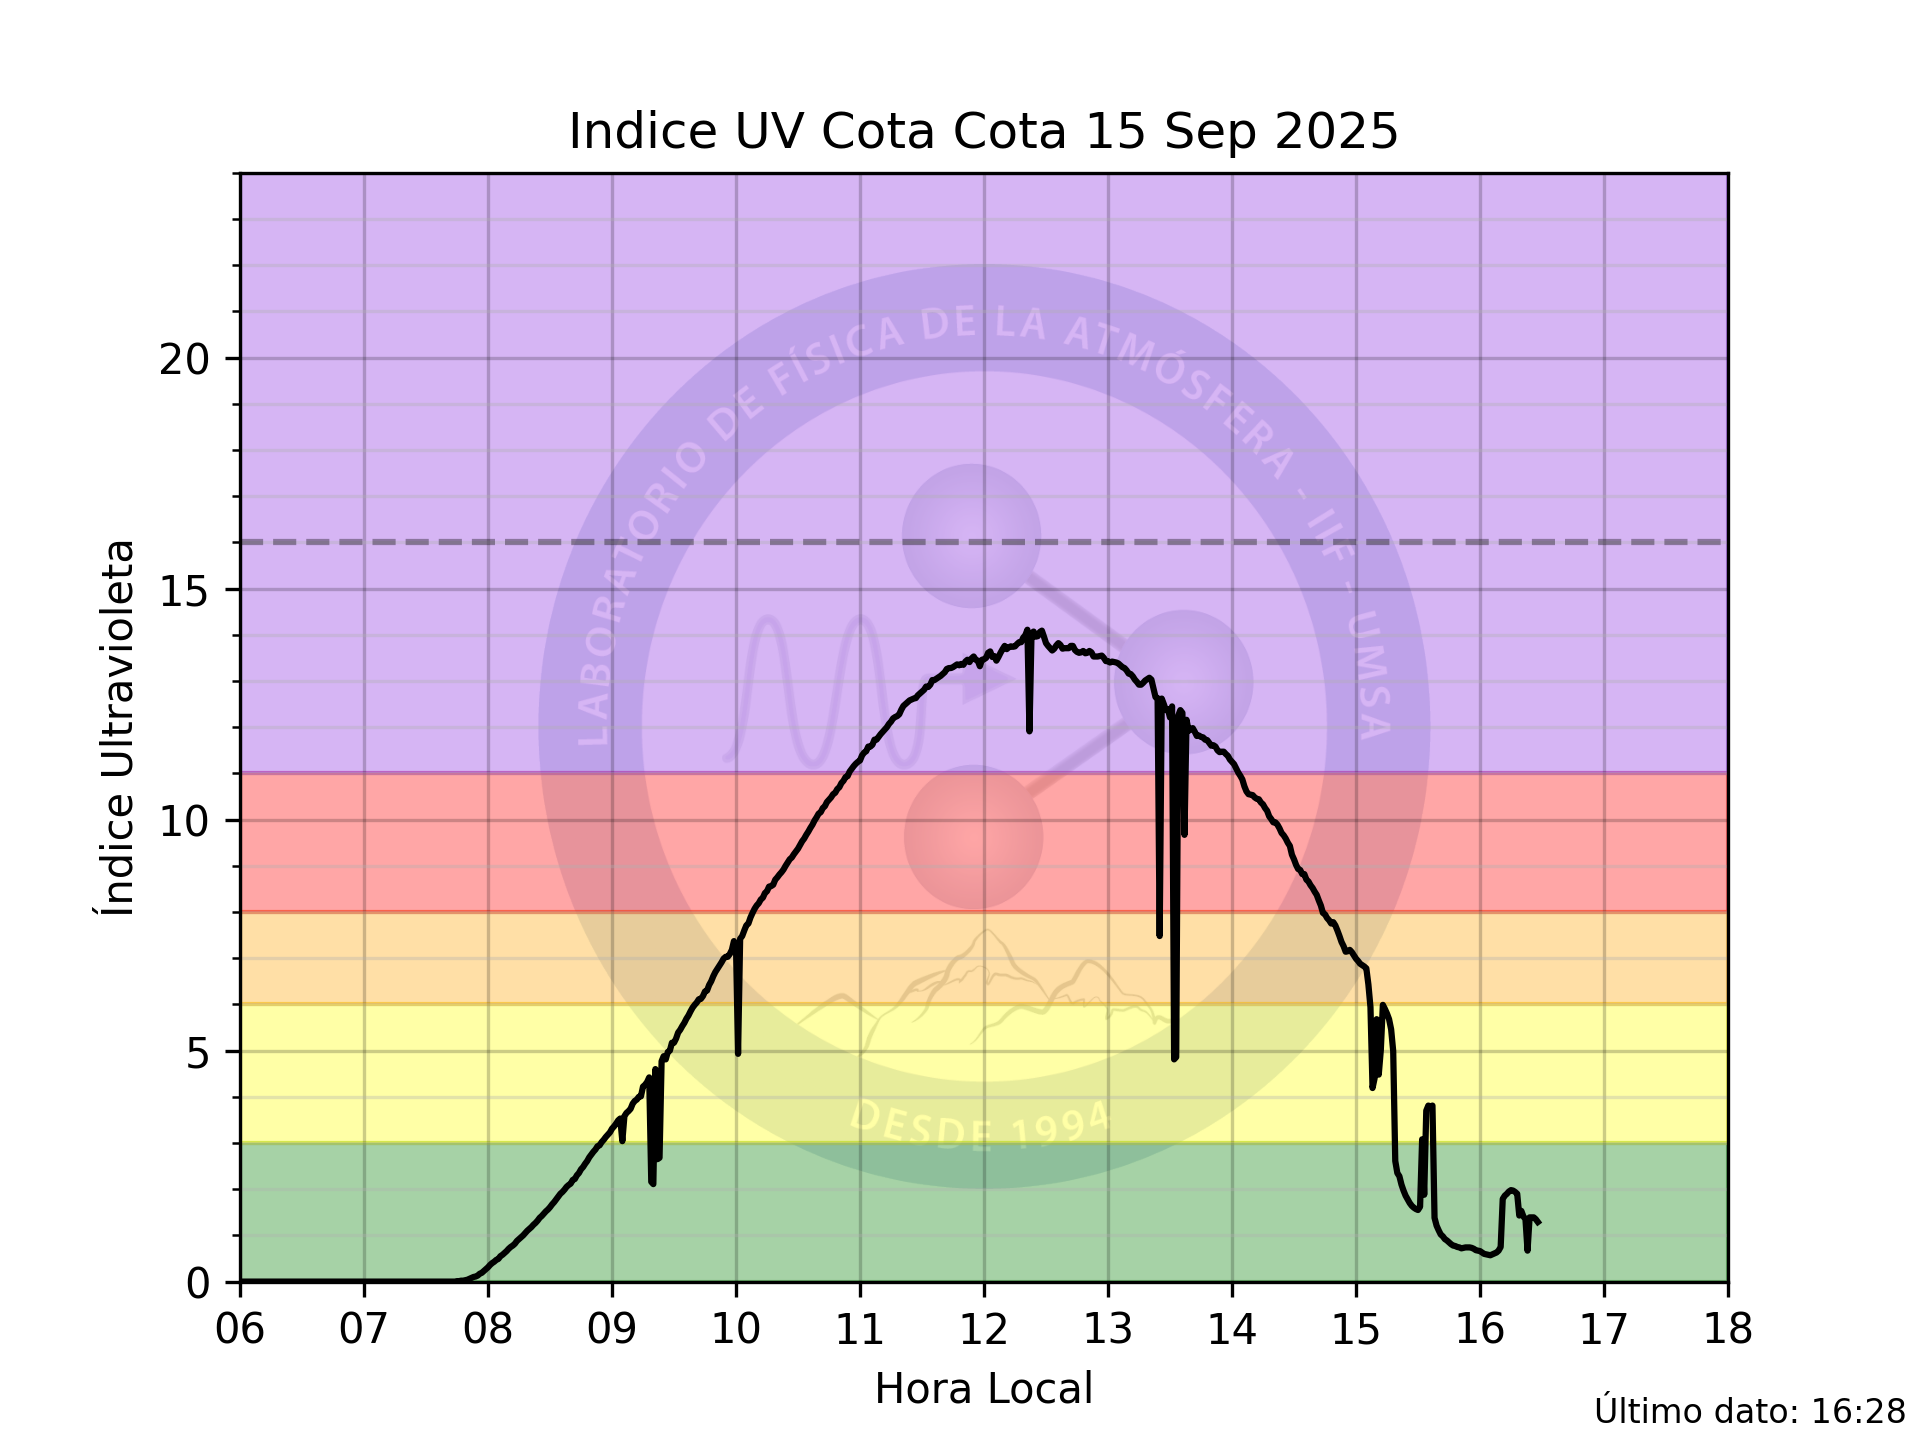 Indice UV Cota Cota 15 Sep 2025
20
15
10
5
0
Índice Ultravioleta
LABORATORIO DE FÍSICA DE LA ATMÓSFERA - IIF - UMSA
DESDE 1994
06 07 08 09 10 11 12 13 14 15 16 17 18
Hora Local
Último dato: 16:28